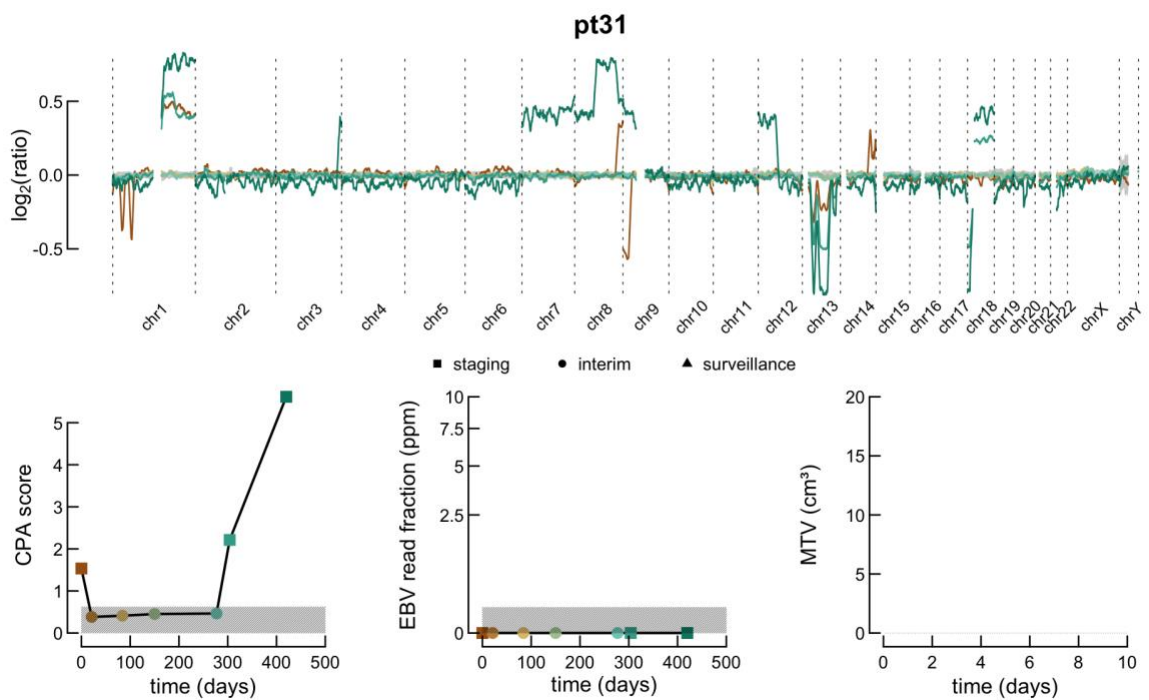 pt31
0.5
0.0
-0.5
log2(ratio)
chr1 chr2 chr3 chr4 chr5 chr6 chr7 chr8 chr9 chr10 chr11 chr12 chr13 chr14 chr15 chr16 chr17 chr18 chr19 chr20 chr21 chr22 chrX chrY
staging interim surveillance
5
4
3
2
1
0
CPA score
0 100 200 300 400 500
time (days)
10
7.5
5
2.5
0
EBV read fraction (ppm)
0 100 200 300 400 500
time (days)
20
15
10
5
0
MTV (cm³)
0 2 4 6 8 10
time (days)